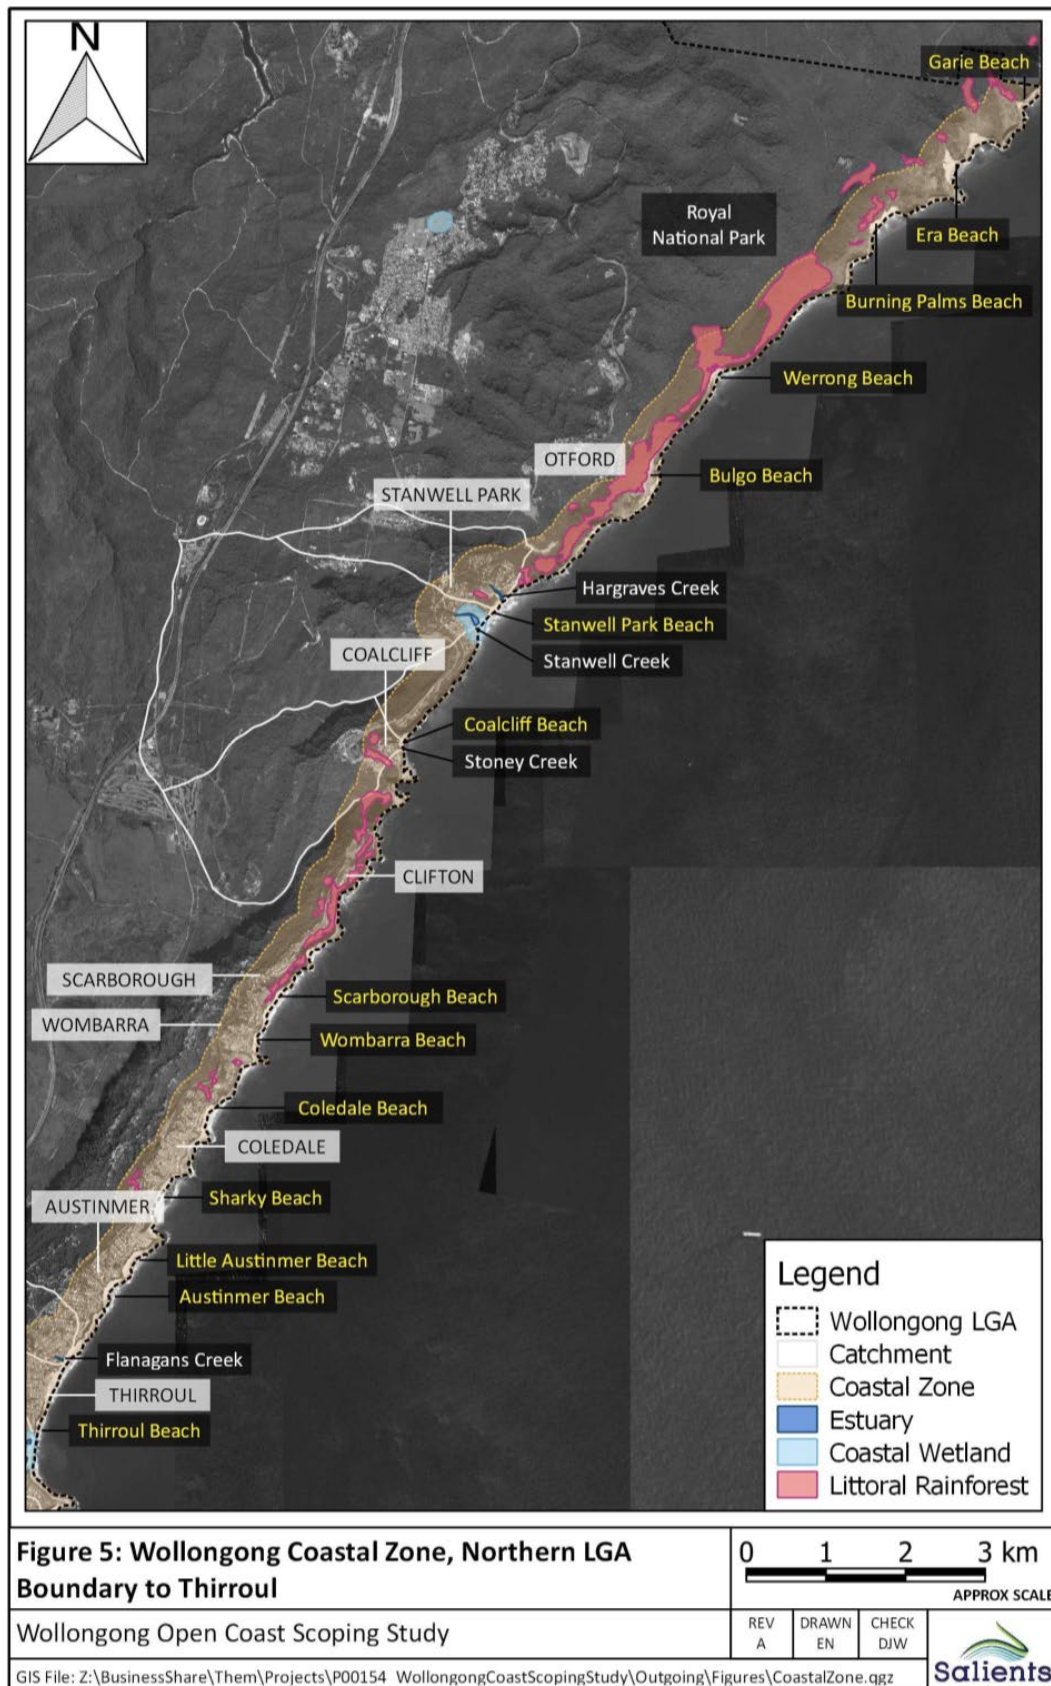 N
Garie Beach
Royal
National Park
Era Beach
Burning Palms Beach
Werrong Beach
OTFORD
Bulgo Beach
STANWELL PARK
Hargraves Creek
Stanwell Park Beach
COALCLIFF
Stanwell Creek
Coalcliff Beach
Stoney Creek
CLIFTON
SCARBOROUGH
Scarborough Beach
WOMBARRA
Wombarra Beach
Coledale Beach
COLEDALE
Sharky Beach
AUSTINMER
Little Austinmer Beach
Austinmer Beach
Flanagans Creek
THIRROUL
Thirroul Beach
Legend
Wollongong LGA
Catchment
Coastal Zone
Estuary
Coastal Wetland
Littoral Rainforest
Figure 5: Wollongong Coastal Zone, Northern LGA
Boundary to Thirroul
0 1 2 3 km
APPROX SCALE
Wollongong Open Coast Scoping Study
REV
A
DRAWN
EN
CHECK
DJW
Salients
GIS File: Z:\BusinessShare\Them\Projects\P00154_WollongongCoastScopingStudy\Outgoing\Figures\CoastalZone.qgz